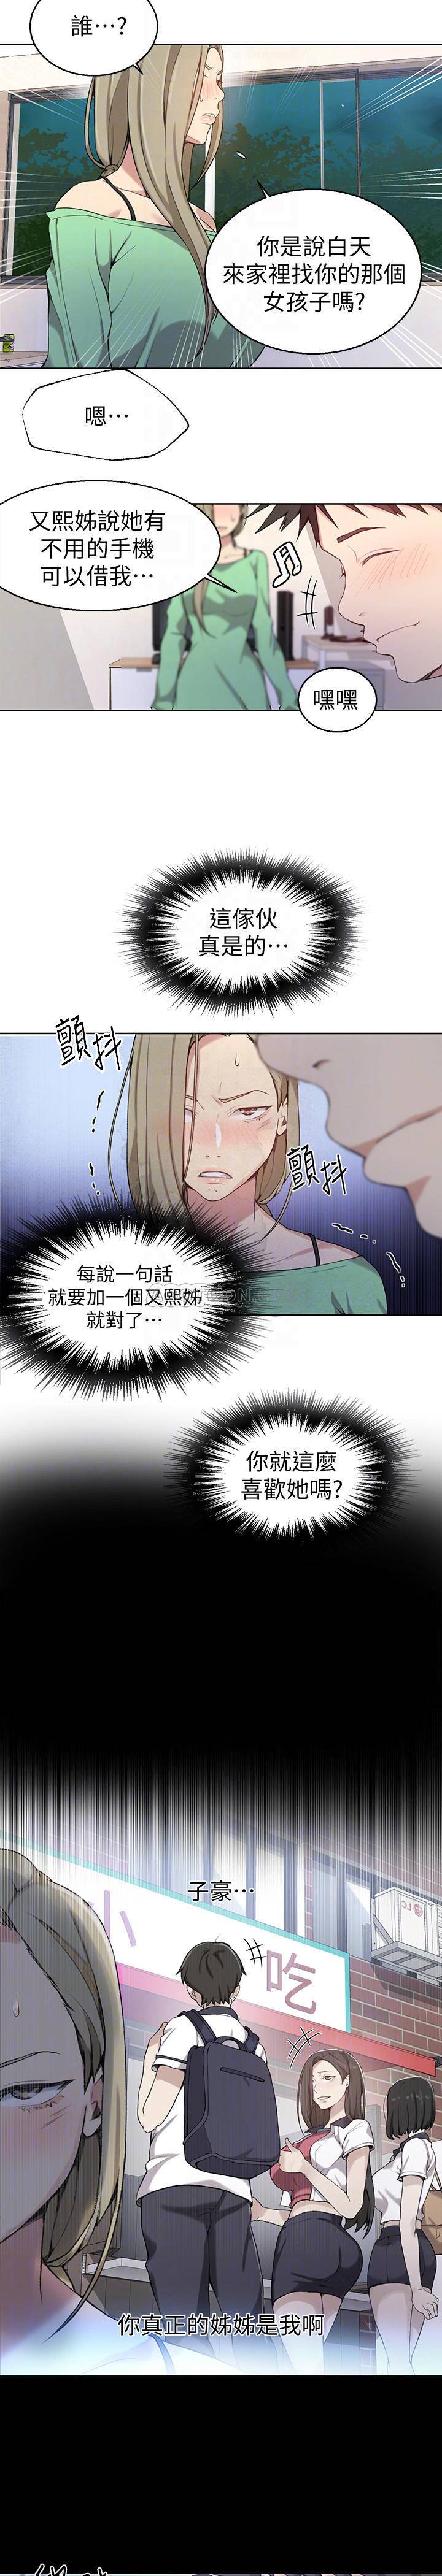 誰…?
你是說白天
來家裡找你的那個
女孩子嗎?
嗯…
又熙姊說她有
不用的手機
可以借我…
嘿嘿
這傢伙
真是的…
顫抖
顫抖
每說一句話
就要加一個又熙姊
就對了…
你就這麼
喜歡她嗎?
子豪…
小吃
你真正的姊姊是我啊